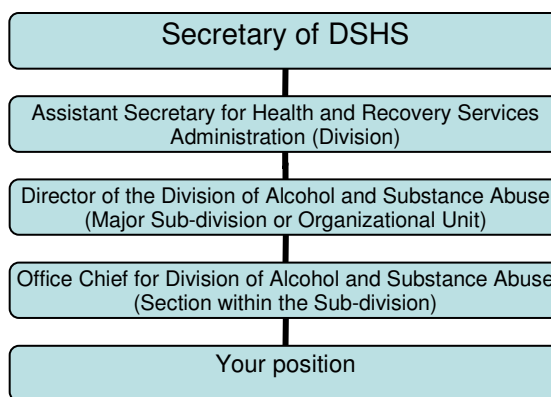 Secretary of DSHS
Assistant Secretary for Health and Recovery Services
Administration (Division)
Director of the Division of Alcohol and Substance Abuse
(Major Sub-division or Organizational Unit)
Office Chief for Division of Alcohol and Substance Abuse
(Section within the Sub-division)
Your position